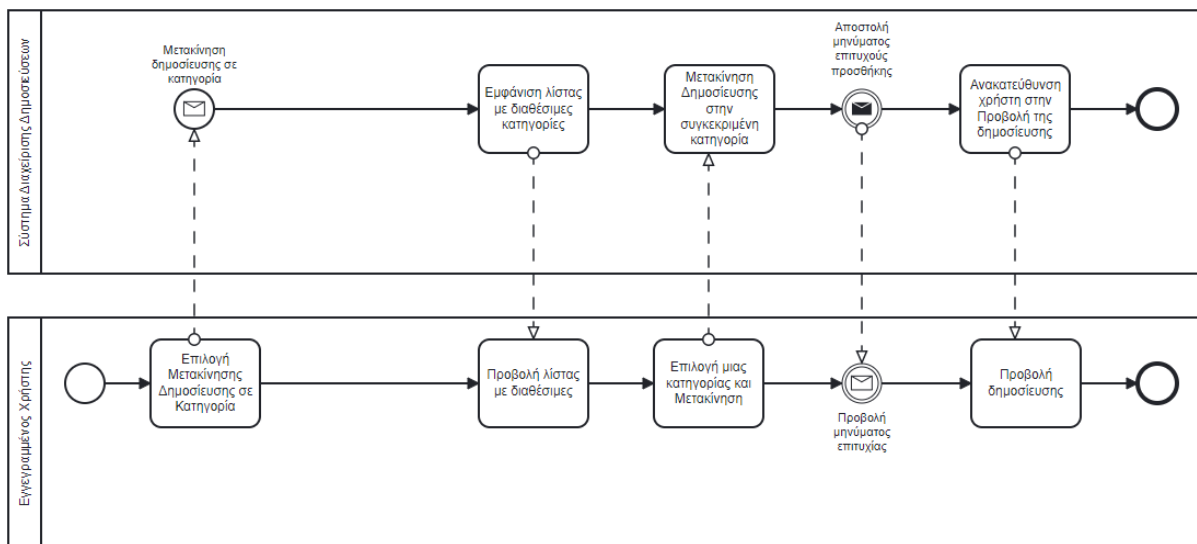 Σύστημα Διαχείρισης Δημοσιεύσεων
Μετακίνηση
δημοσίευσης σε
κατηγορία
Εμφάνιση λίστας
με διαθέσιμες
κατηγορίες
Μετακίνηση
Δημοσίευσης
στην
συγκεκριμένη
κατηγορία
Αποστολή
μηνύματος
επιτυχούς
προσθήκης
Ανακατεύθυνση
χρήστη στην
Προβολή της
δημοσίευσης
Εγγεγραμμένος Χρήστης
Επιλογή
Μετακίνησης
Δημοσίευσης σε
Κατηγορία
Προβολή λίστας
με διαθέσιμες
Επιλογή μιας
κατηγορίας και
Μετακίνηση
Προβολή
μηνύματος
επιτυχίας
Προβολή
δημοσίευσης